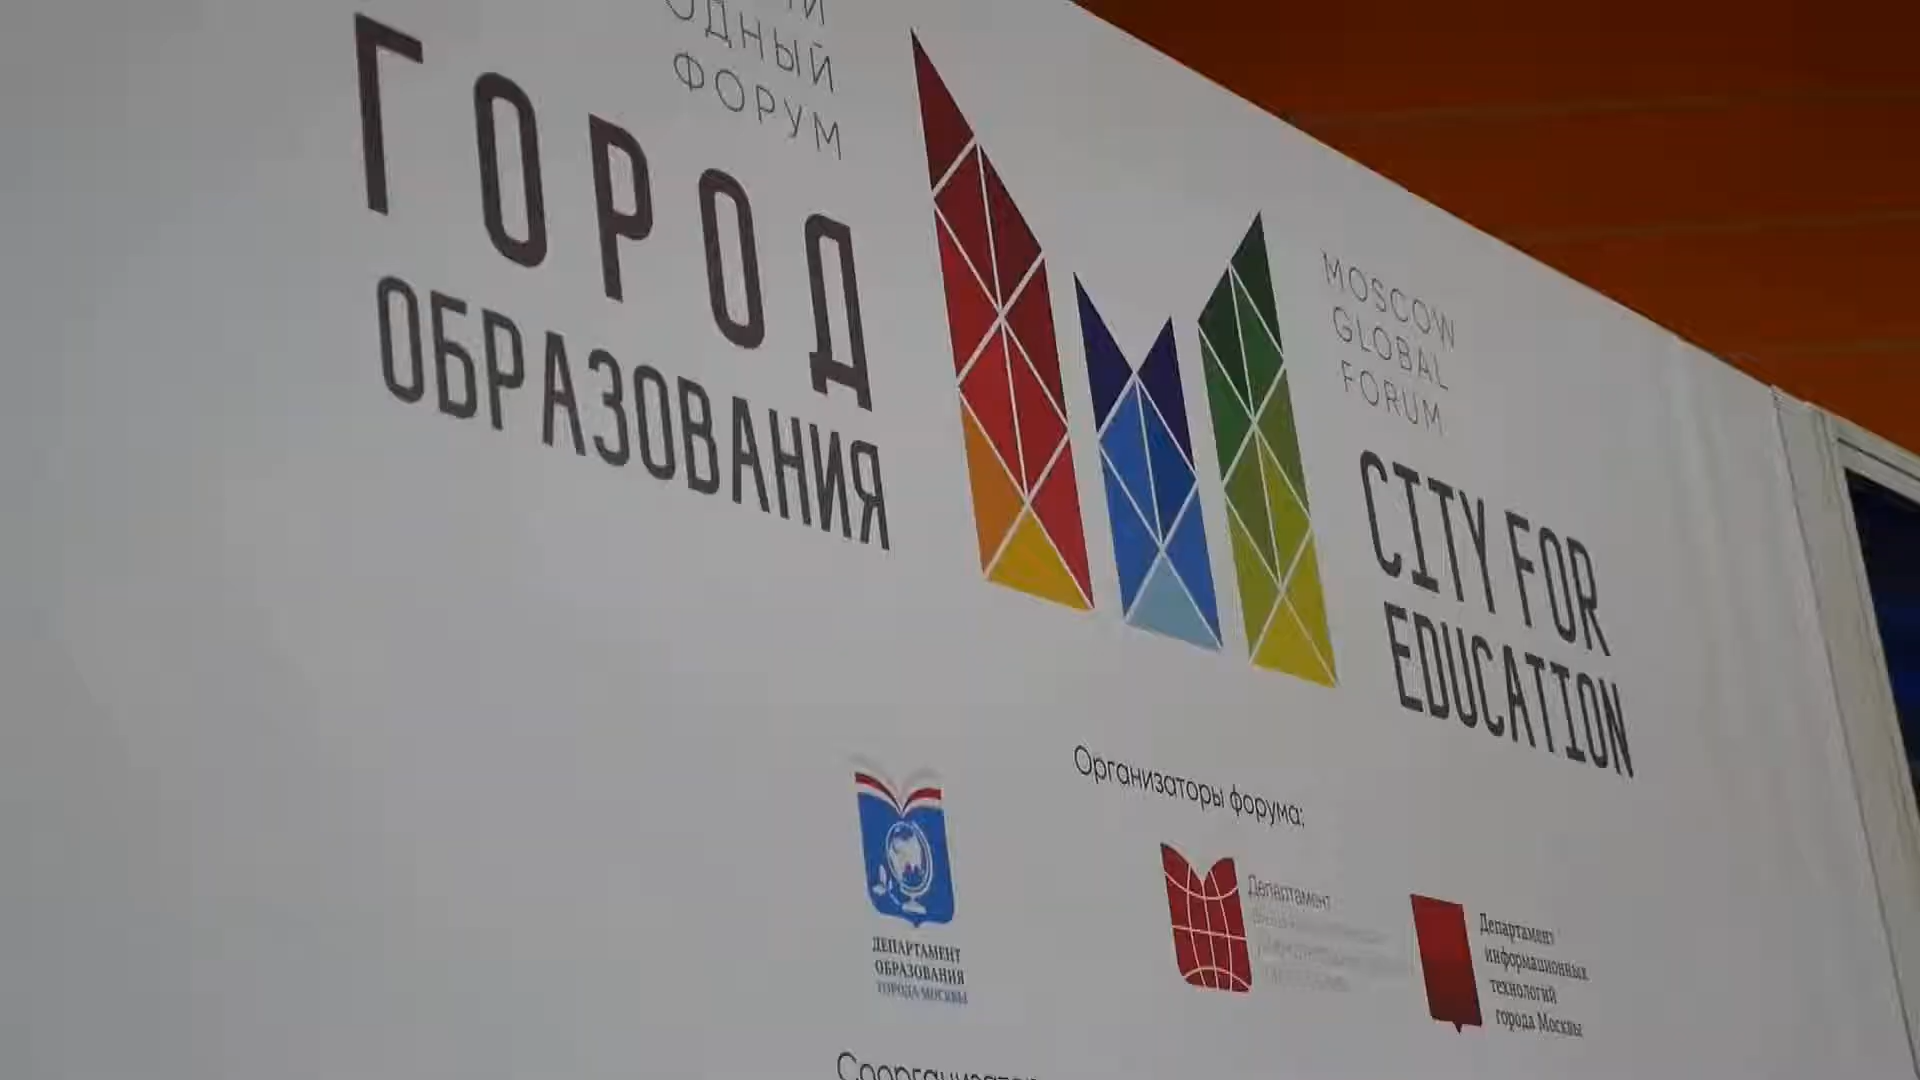 ФОРУМ
ГОРОД
ОБРАЗОВАНИЯ
MOSCOW
GLOBAL
FORUM
CITY FOR
EDUCATION
Организаторы форума:
ДЕПАРТАМЕНТ
ОБРАЗОВАНИЯ
ГОРОДА МОСКВЫ
Департамент
Департамент
информационных
технологий
города Москвы